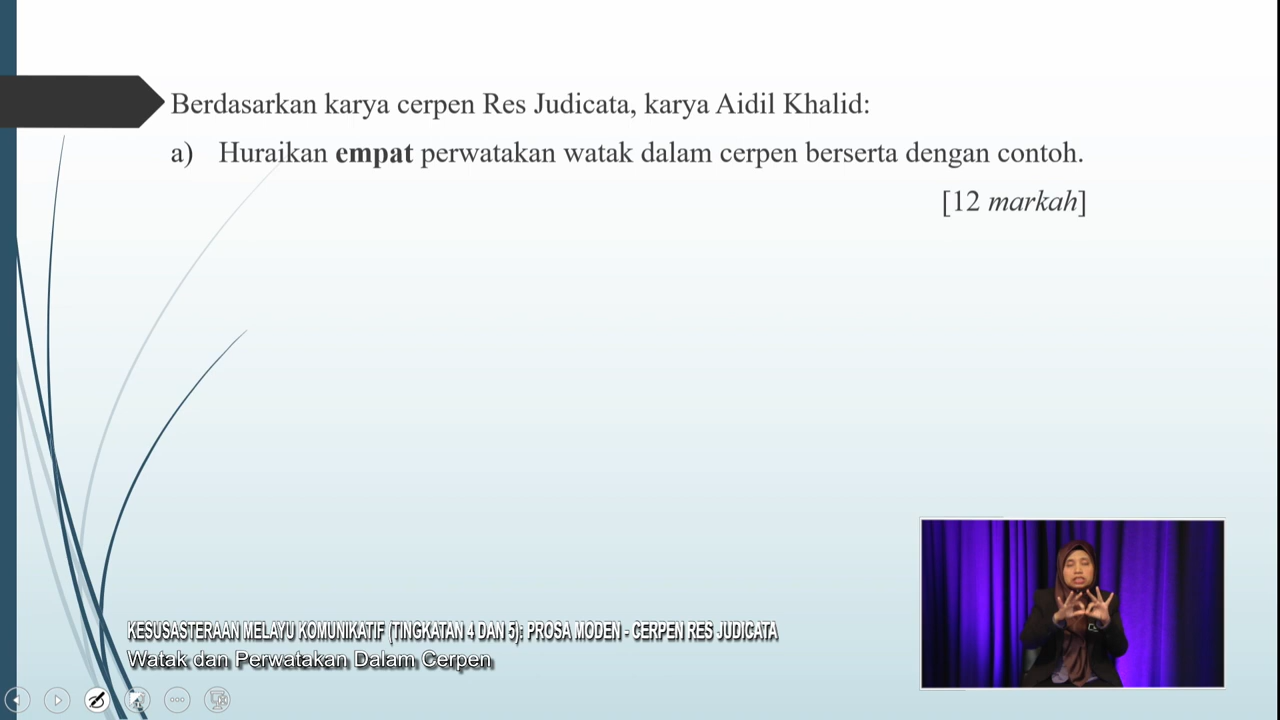 Berdasarkan karya cerpen Res Judicata, karya Aidil Khalid:
a) Huraikan empat perwatakan watak dalam cerpen berserta dengan contoh.
[12 markah]
KESUSASTERAAN MELAYU KOMUNIKATIF (TINGKATAN 4 DAN 5): PROSA MODEN - CERPEN RES JUDICATA
Watak dan Perwatakan Dalam Cerpen